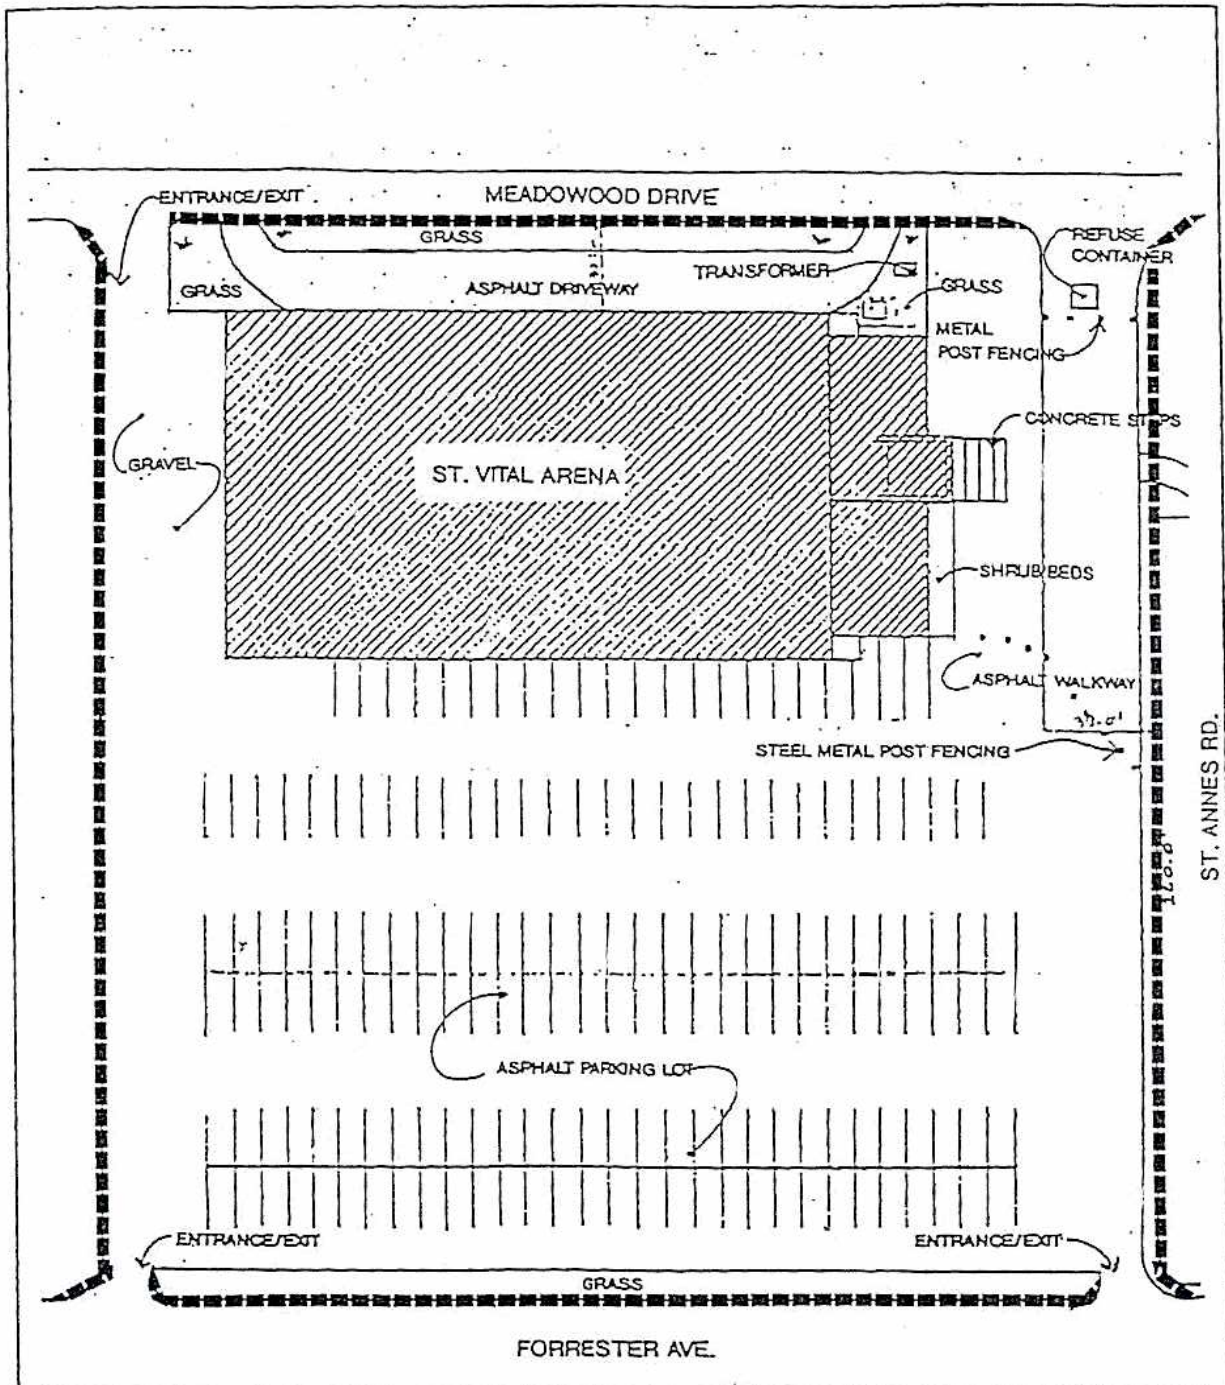 MEADOWOOD DRIVE
ENTRANCE/EXIT
GRASS
REFUSE
CONTAINER
TRANSFORMER
ASPHALT DRIVEWAY
GRASS
GRASS
METAL
POST FENCING
CONCRETE STEPS
GRAVEL
ST. VITAL ARENA
SHRUB BEDS
ASPHALT WALKWAY
STEEL METAL POST FENCING
ST. ANNES RD.
ASPHALT PARKING LOT
ENTRANCE/EXIT
ENTRANCE/EXIT
GRASS
FORRESTER AVE.